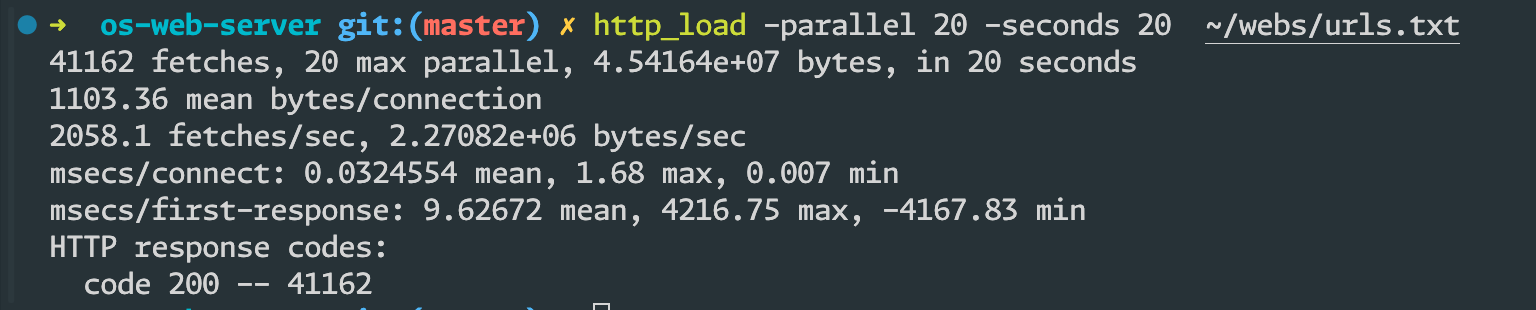 ➜ os-web-server git:(master) ✗ http_load -parallel 20 -seconds 20 ~/webs/urls.txt
41162 fetches, 20 max parallel, 4.54164e+07 bytes, in 20 seconds
1103.36 mean bytes/connection
2058.1 fetches/sec, 2.27082e+06 bytes/sec
msecs/connect: 0.0324554 mean, 1.68 max, 0.007 min
msecs/first-response: 9.62672 mean, 4216.75 max, -4167.83 min
HTTP response codes:
  code 200 -- 41162